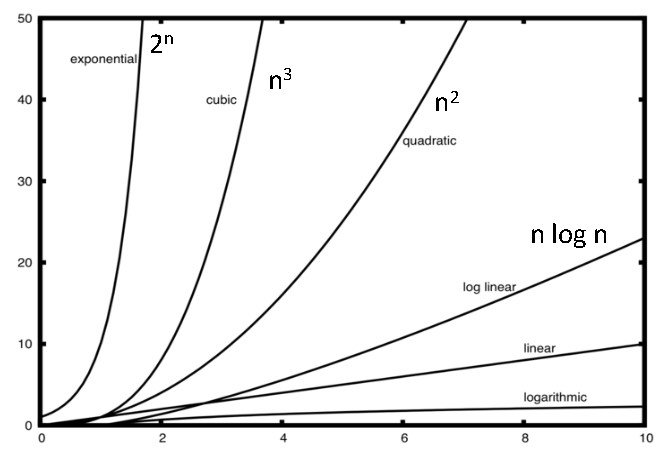 50
exponential
2ⁿ
40
cubic
n³
n²
quadratic
30
n log n
20
log linear
10
linear
logarithmic
0
0 2 4 6 8 10